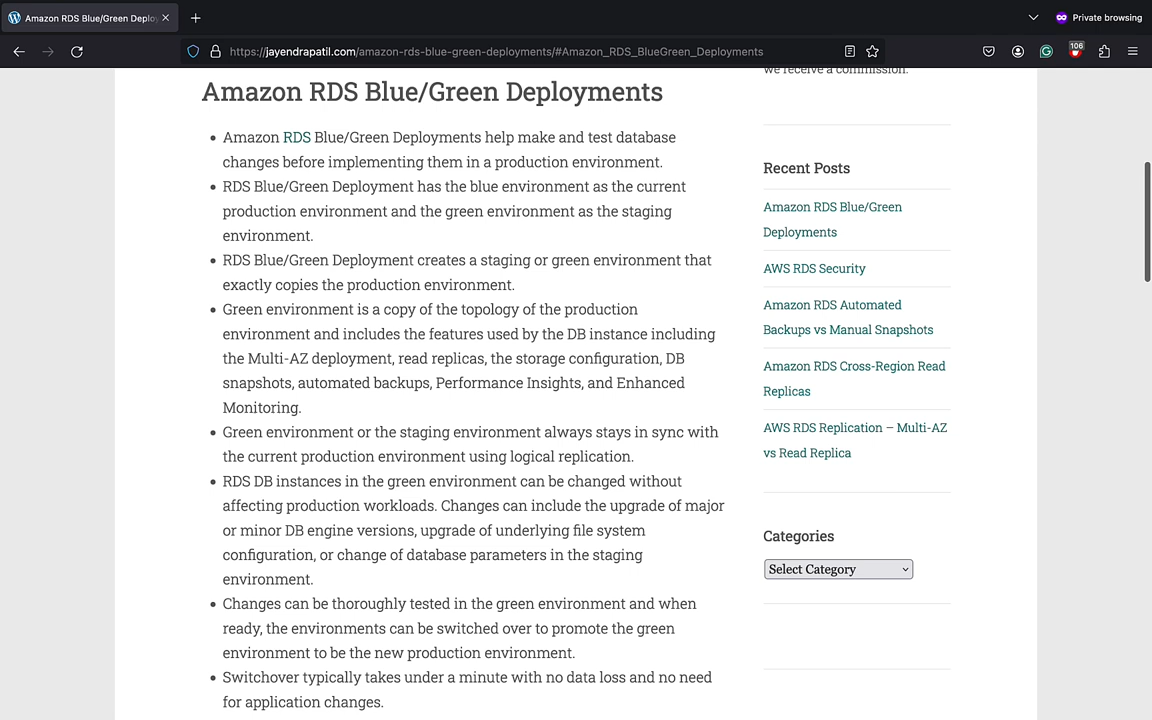 Amazon RDS Blue/Green Deplo
Private browsing
https://jayendrapatil.com/amazon-rds-blue-green-deployments/#Amazon_RDS_BlueGreen_Deployments
106
we receive a commission.
Amazon RDS Blue/Green Deployments
Amazon RDS Blue/Green Deployments help make and test database
changes before implementing them in a production environment.
RDS Blue/Green Deployment has the blue environment as the current
production environment and the green environment as the staging
environment.
RDS Blue/Green Deployment creates a staging or green environment that
exactly copies the production environment.
Green environment is a copy of the topology of the production
environment and includes the features used by the DB instance including
the Multi-AZ deployment, read replicas, the storage configuration, DB
snapshots, automated backups, Performance Insights, and Enhanced
Monitoring.
Green environment or the staging environment always stays in sync with
the current production environment using logical replication.
RDS DB instances in the green environment can be changed without
affecting production workloads. Changes can include the upgrade of major
or minor DB engine versions, upgrade of underlying file system
configuration, or change of database parameters in the staging
environment.
Changes can be thoroughly tested in the green environment and when
ready, the environments can be switched over to promote the green
environment to be the new production environment.
Switchover typically takes under a minute with no data loss and no need
for application changes.
Recent Posts
Amazon RDS Blue/Green
Deployments
AWS RDS Security
Amazon RDS Automated
Backups vs Manual Snapshots
Amazon RDS Cross-Region Read
Replicas
AWS RDS Replication – Multi-AZ
vs Read Replica
Categories
Select Category